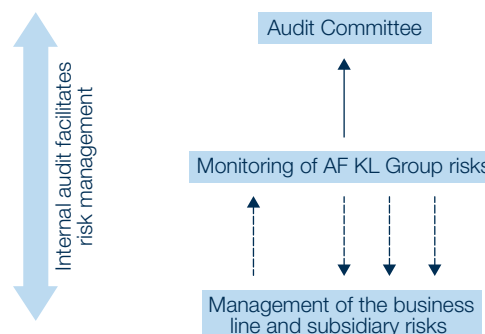 Audit Committee
Internal audit facilitates
risk management
Monitoring of AF KL Group risks
Management of the business
line and subsidiary risks